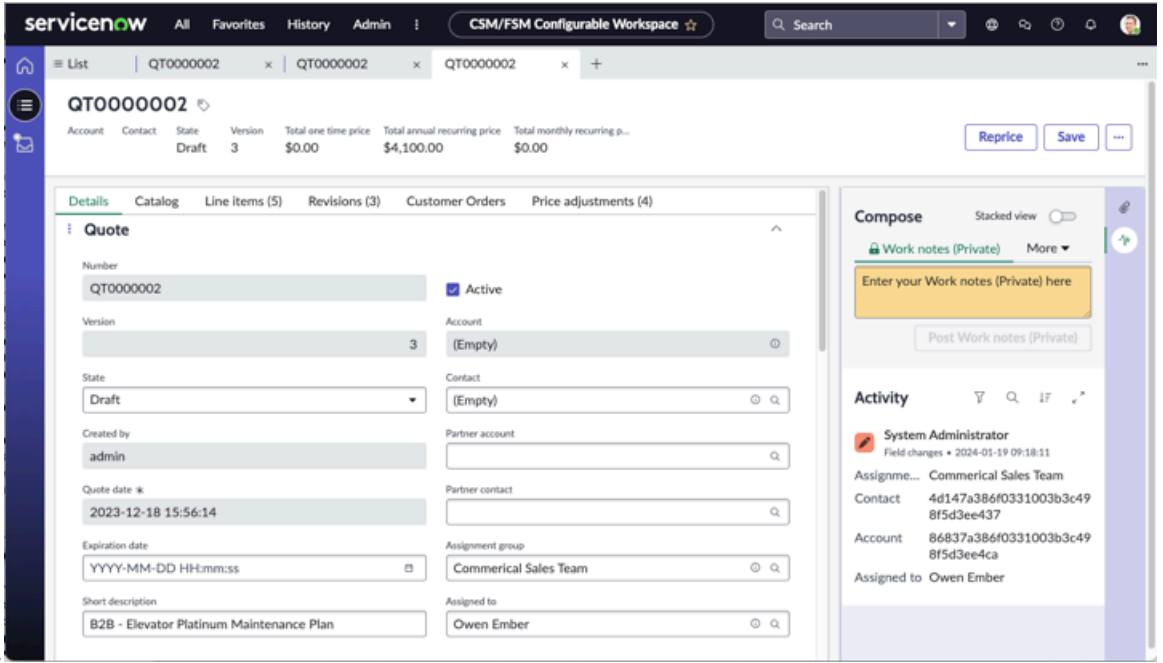 servicenow All Favorites History Admin CSM/FSM Configurable Workspace Search
List QT0000002 × QT0000002 × QT0000002 × +
QT0000002
Account Contact State Version Total one time price Total annual recurring price Total monthly recurring p...
Draft 3 $0.00 $4,100.00 $0.00
Reprice Save
Details Catalog Line items (5) Revisions (3) Customer Orders Price adjustments (4)
Quote
Number
QT0000002
Active
Version
3
Account
(Empty)
State
Draft
Contact
(Empty)
Created by
admin
Partner account
Quote date *
2023-12-18 15:56:14
Partner contact
Expiration date
YYYY-MM-DD HH:mm:ss
Assignment group
Commerical Sales Team
Short description
B2B - Elevator Platinum Maintenance Plan
Assigned to
Owen Ember
Compose Stacked view
Work notes (Private) More
Enter your Work notes (Private) here
Post Work notes (Private)
Activity
System Administrator
Field changes • 2024-01-19 09:18:11
Assignme... Commerical Sales Team
Contact 4d147a386f0331003b3c49
8f5d3ee437
Account 86837a386f0331003b3c49
8f5d3ee4ca
Assigned to Owen Ember